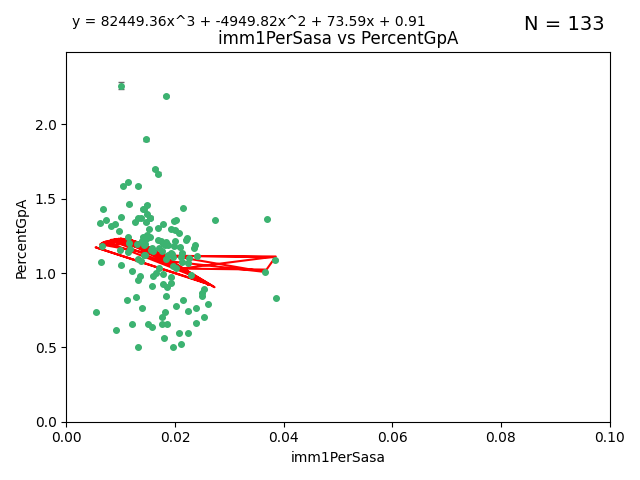 y = 82449.36x^3 + -4949.82x^2 + 73.59x + 0.91
N = 133
imm1PerSasa vs PercentGpA
PercentGpA
2.0
1.5
1.0
0.5
0.0
0.00 0.02 0.04 0.06 0.08 0.10
imm1PerSasa